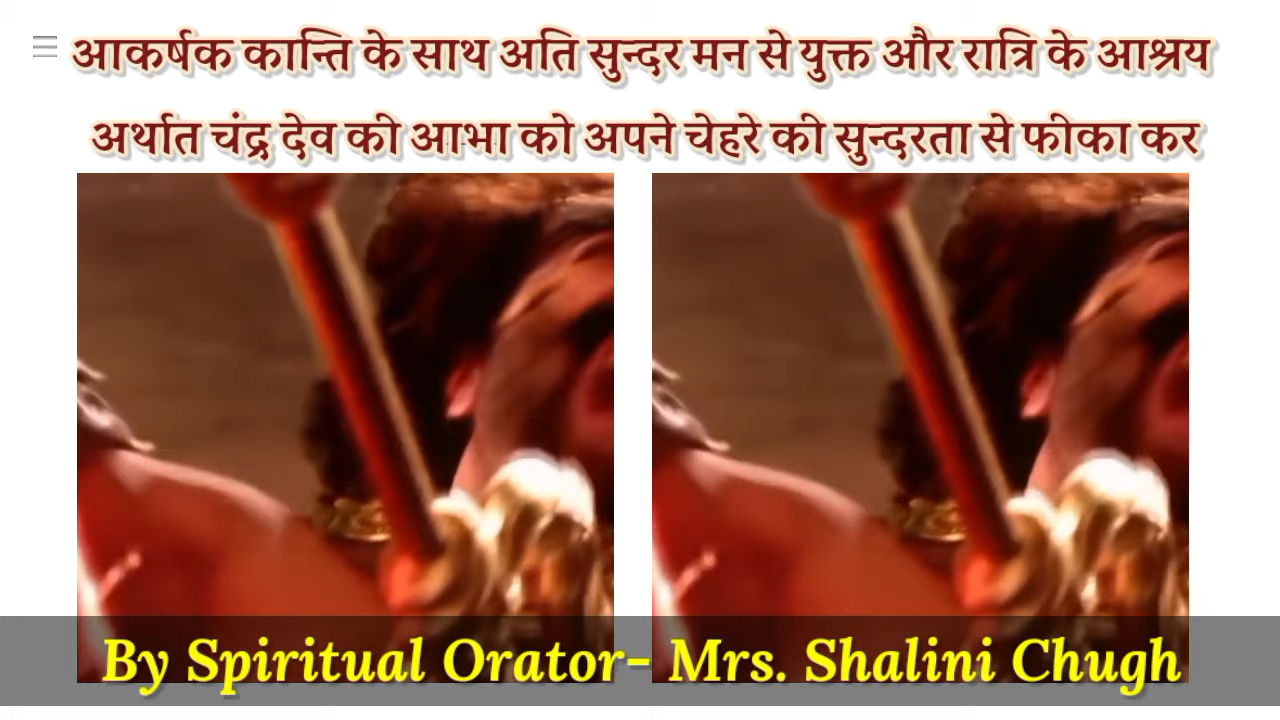 आकर्षक कान्ति के साथ अति सुन्दर मन से युक्त और रात्रि के आश्रय
अर्थात चंद्र देव की आभा को अपने चेहरे की सुन्दरता से फीका कर
By Spiritual Orator- Mrs. Shalini Chugh